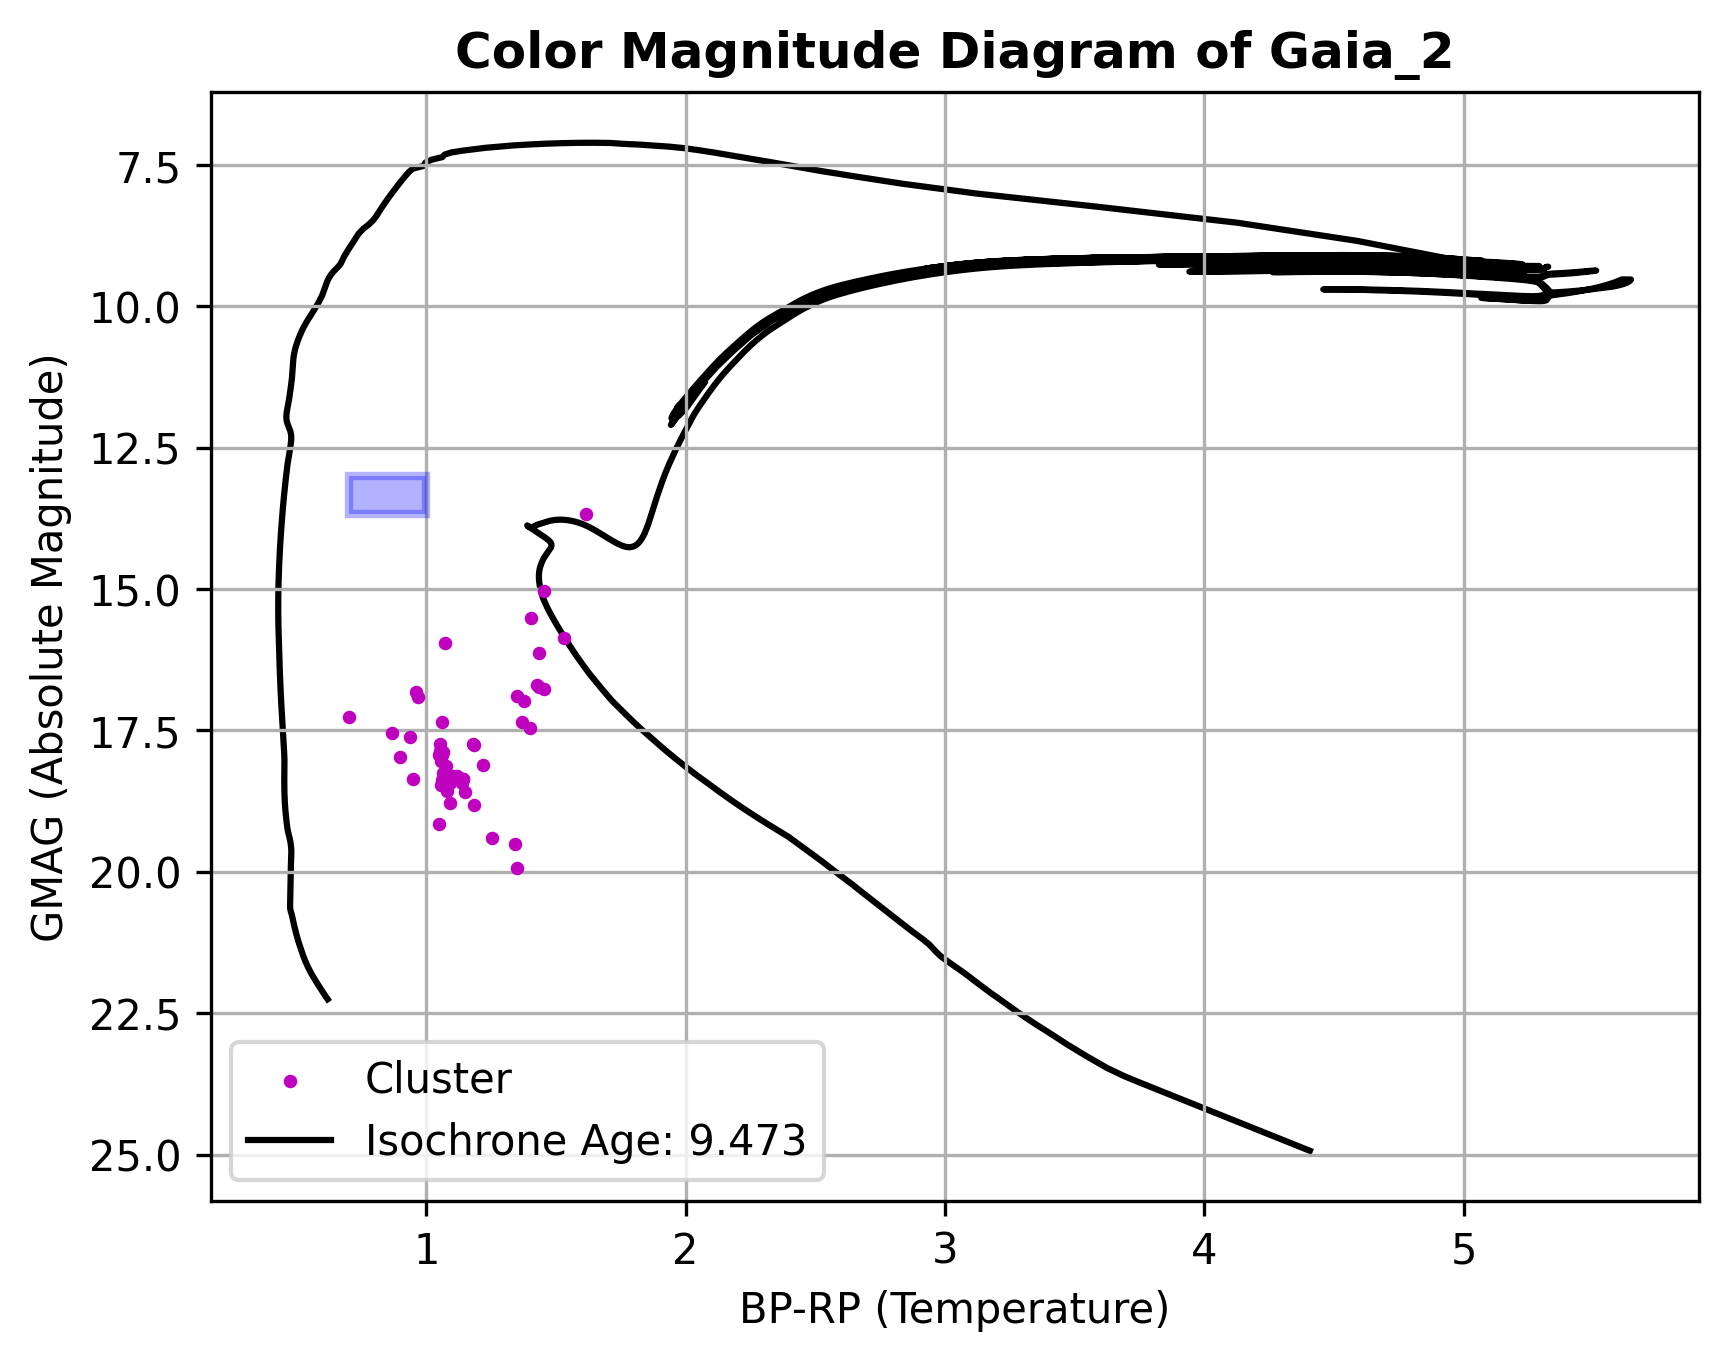 Color Magnitude Diagram of Gaia_2
GMAG (Absolute Magnitude)
7.5
10.0
12.5
15.0
17.5
20.0
22.5
25.0
Cluster
Isochrone Age: 9.473
1 2 3 4 5
BP-RP (Temperature)